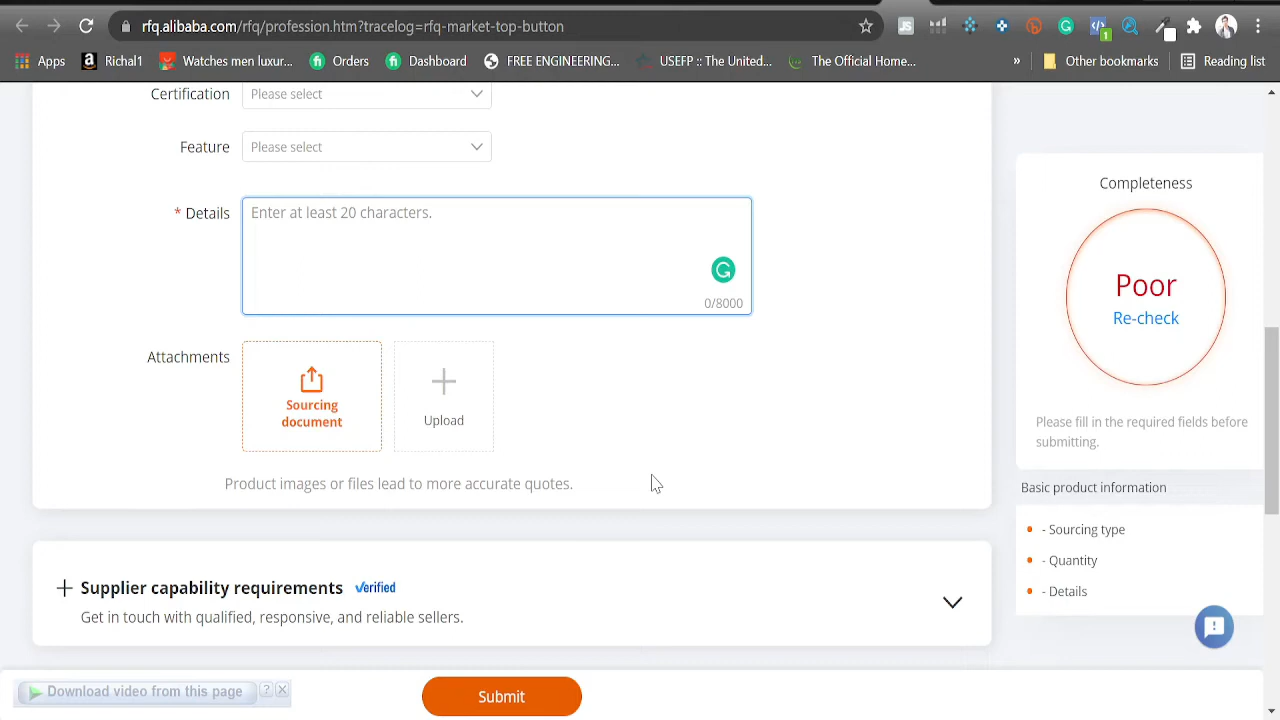 rfq.alibaba.com/rfq/profession.htm?tracelog=rfq-market-top-button
1
Apps
Richal1
Watches men luxur...
Orders
Dashboard
FREE ENGINEERING...
USEFP :: The United...
The Official Home...
»
Other bookmarks
Reading list
Certification
Please select
Feature
Please select
* Details
Enter at least 20 characters.
0/8000
Attachments
Sourcing
document
Upload
Product images or files lead to more accurate quotes.
Supplier capability requirements
Verified
Get in touch with qualified, responsive, and reliable sellers.
Completeness
Poor
Re-check
Please fill in the required fields before
submitting.
Basic product information
- Sourcing type
- Quantity
- Details
Download video from this page
?
Submit